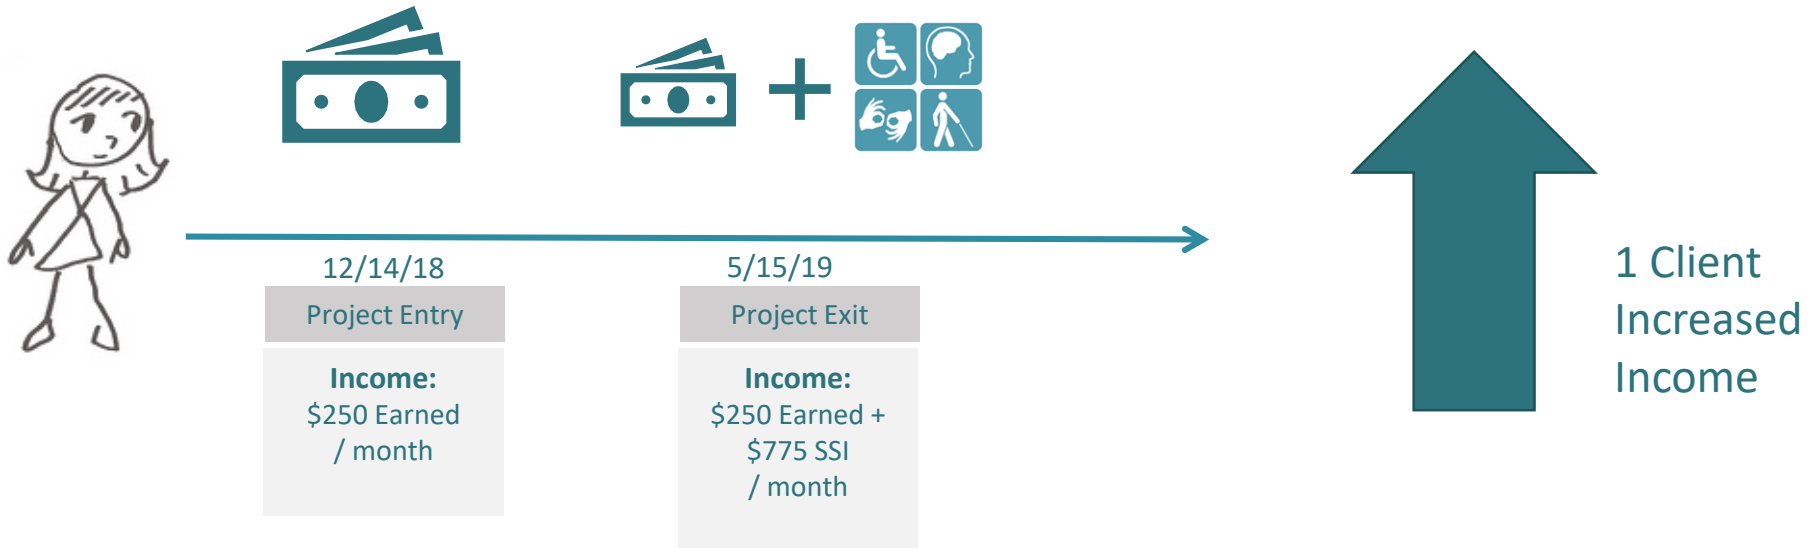 12/14/18
Project Entry
Income:
$250 Earned
/ month
5/15/19
Project Exit
Income:
$250 Earned +
$775 SSI
/ month
1 Client
Increased
Income